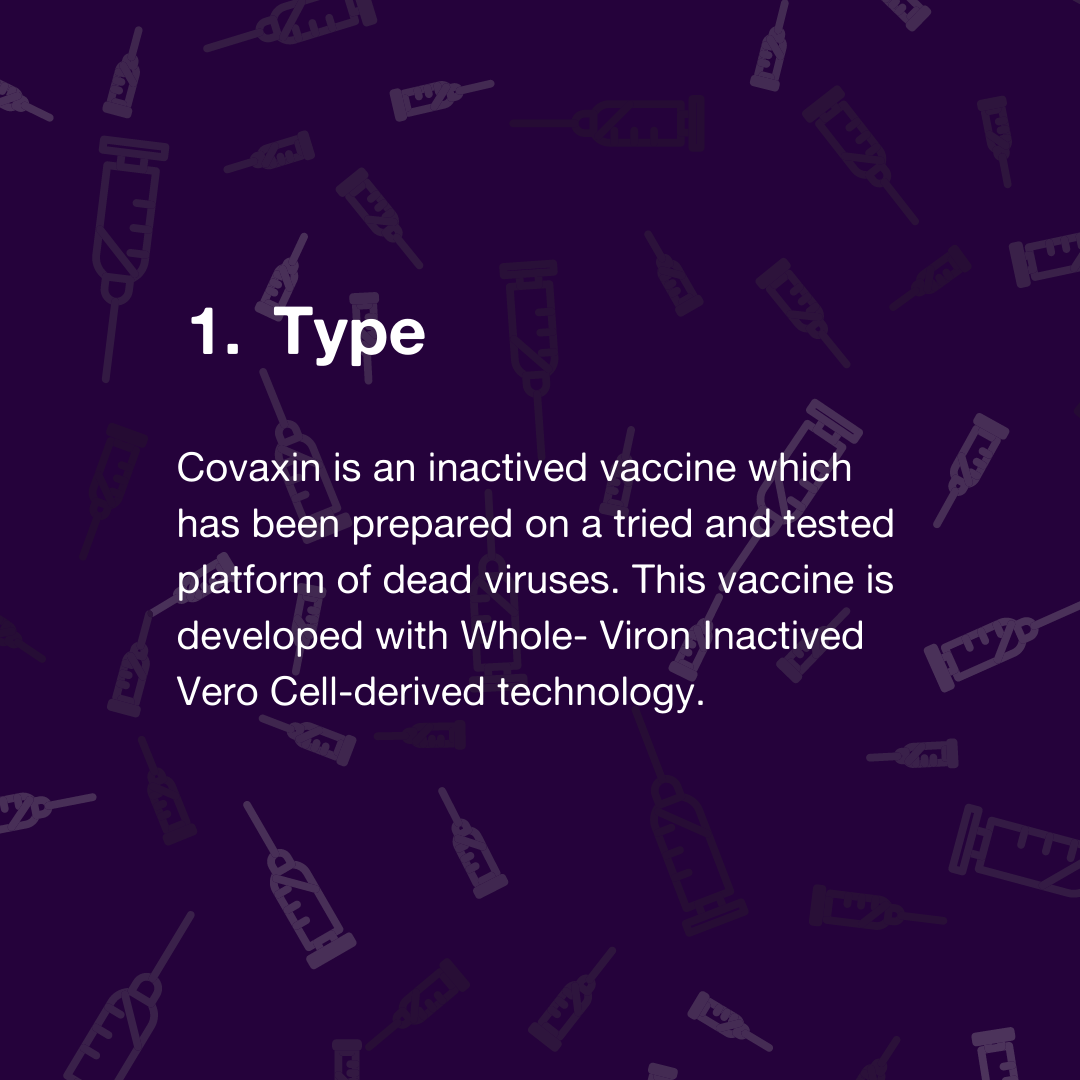 1. Type
Covaxin is an inactived vaccine which
has been prepared on a tried and tested
platform of dead viruses. This vaccine is
developed with Whole- Viron Inactived
Vero Cell-derived technology.